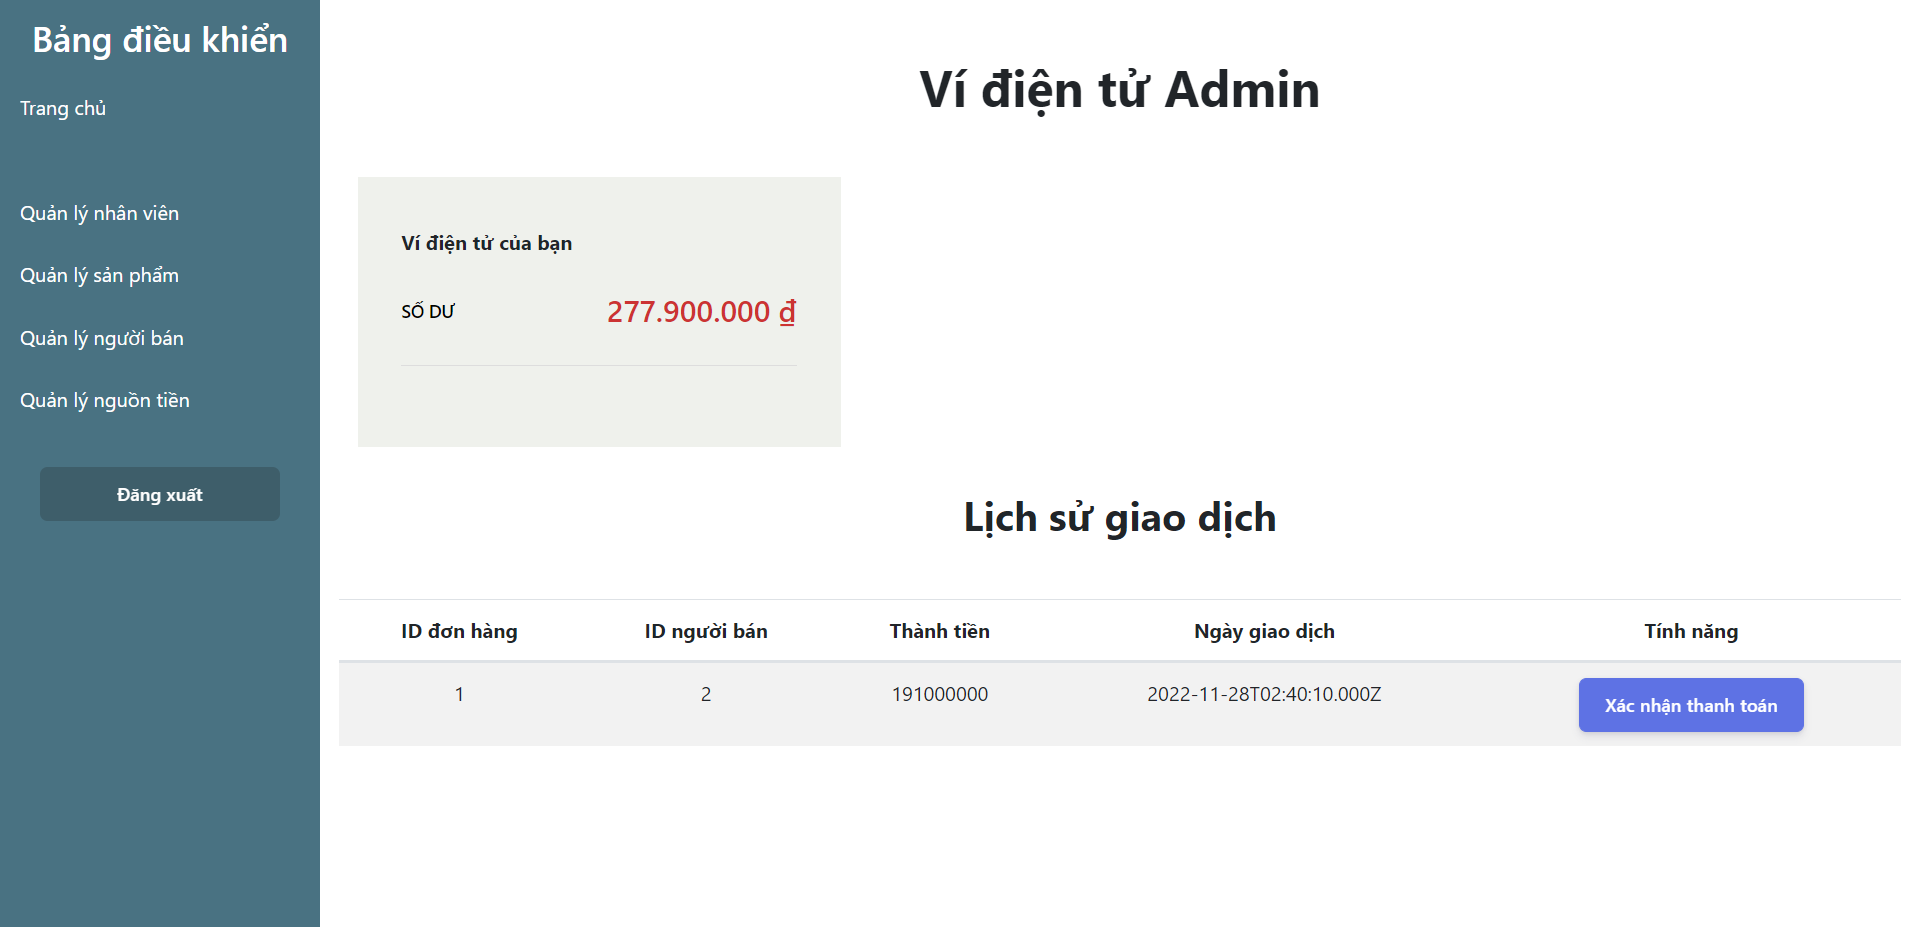 Bảng điều khiển
Trang chủ
Quản lý nhân viên
Quản lý sản phẩm
Quản lý người bán
Quản lý nguồn tiền
Đăng xuất
Ví điện tử Admin
Ví điện tử của bạn
SỐ DƯ 277.900.000 ₫
Lịch sử giao dịch
ID đơn hàng ID người bán Thành tiền Ngày giao dịch Tính năng
1 2 191000000 2022-11-28T02:40:10.000Z Xác nhận thanh toán